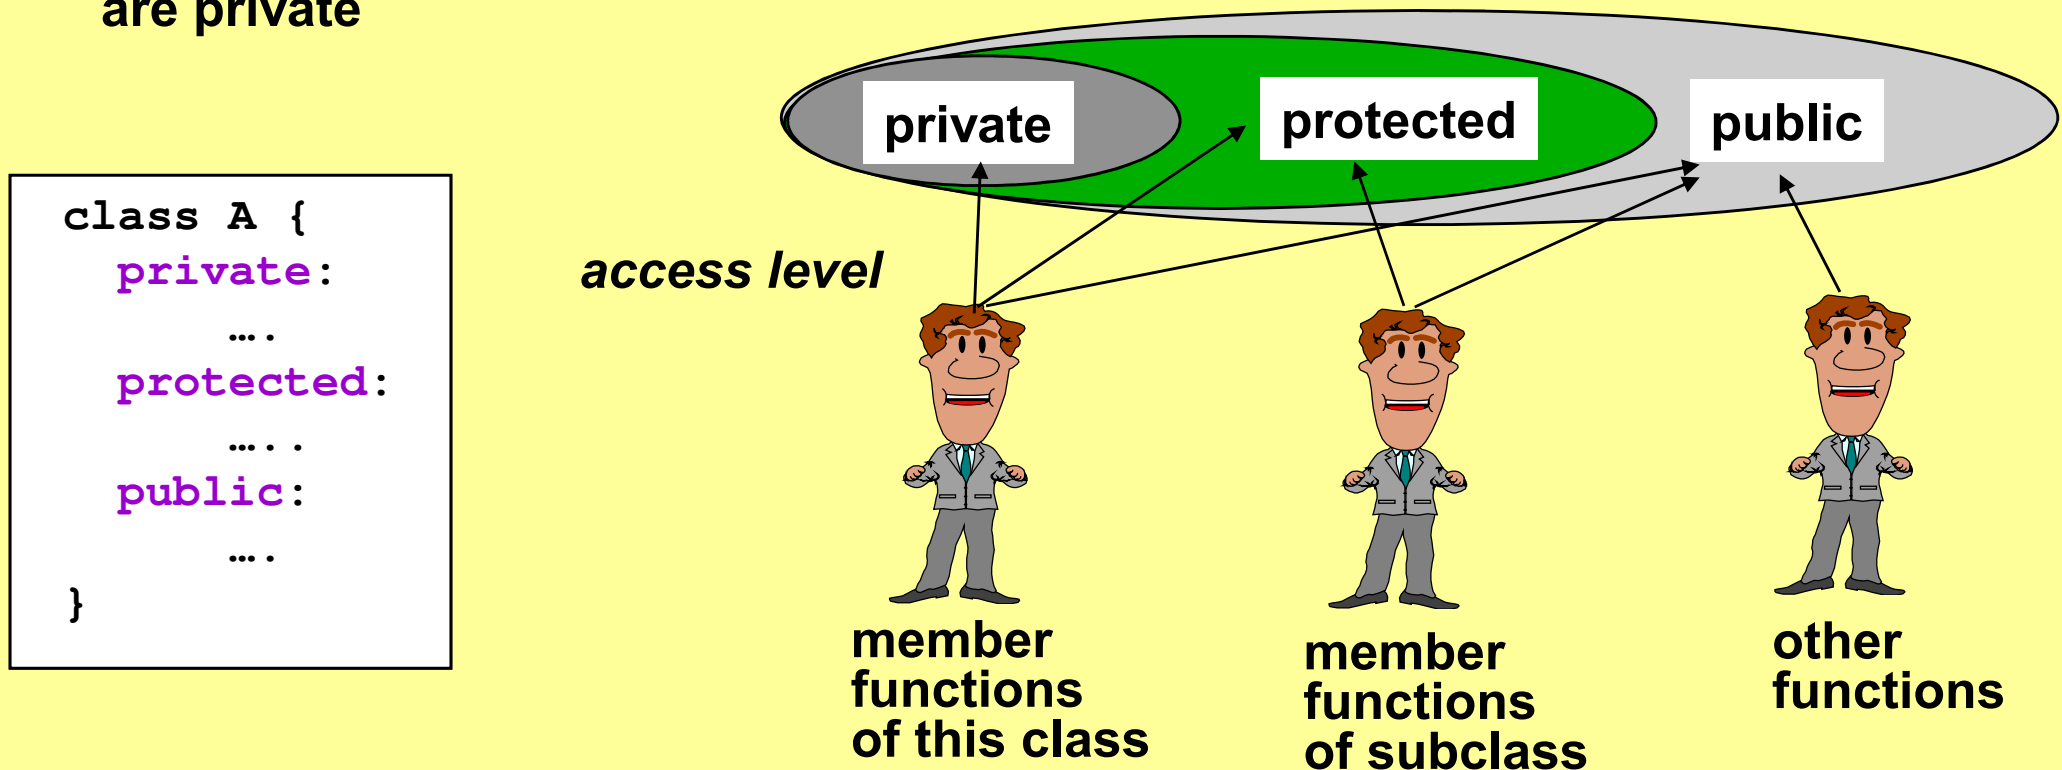 are private
class A {
private:
….
protected:
…..
public:
….
}
private
protected
public
access level
member
functions
of this class
member
functions
of subclass
other
functions